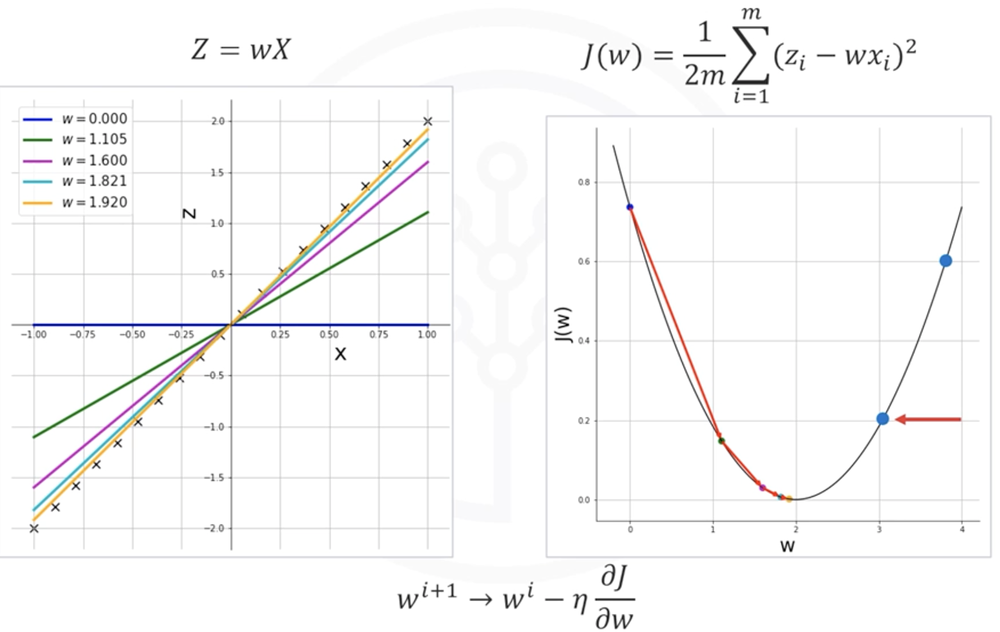 Z = wX
J(w) = \frac{1}{2m} \sum_{i=1}^{m} (z_i − wx_i)^2
w = 0.000
w = 1.105
w = 1.600
w = 1.821
w = 1.920
Z
2.0
1.5
1.0
0.5
−1.00 −0.75 −0.50 −0.25 0.25 0.50 0.75 1.00
X
−0.5
−1.0
−1.5
−2.0
J(w)
0.8
0.6
0.4
0.2
0.0
0 1 2 3 4
w
w^{i+1} → w^i − η \frac{∂J}{∂w}